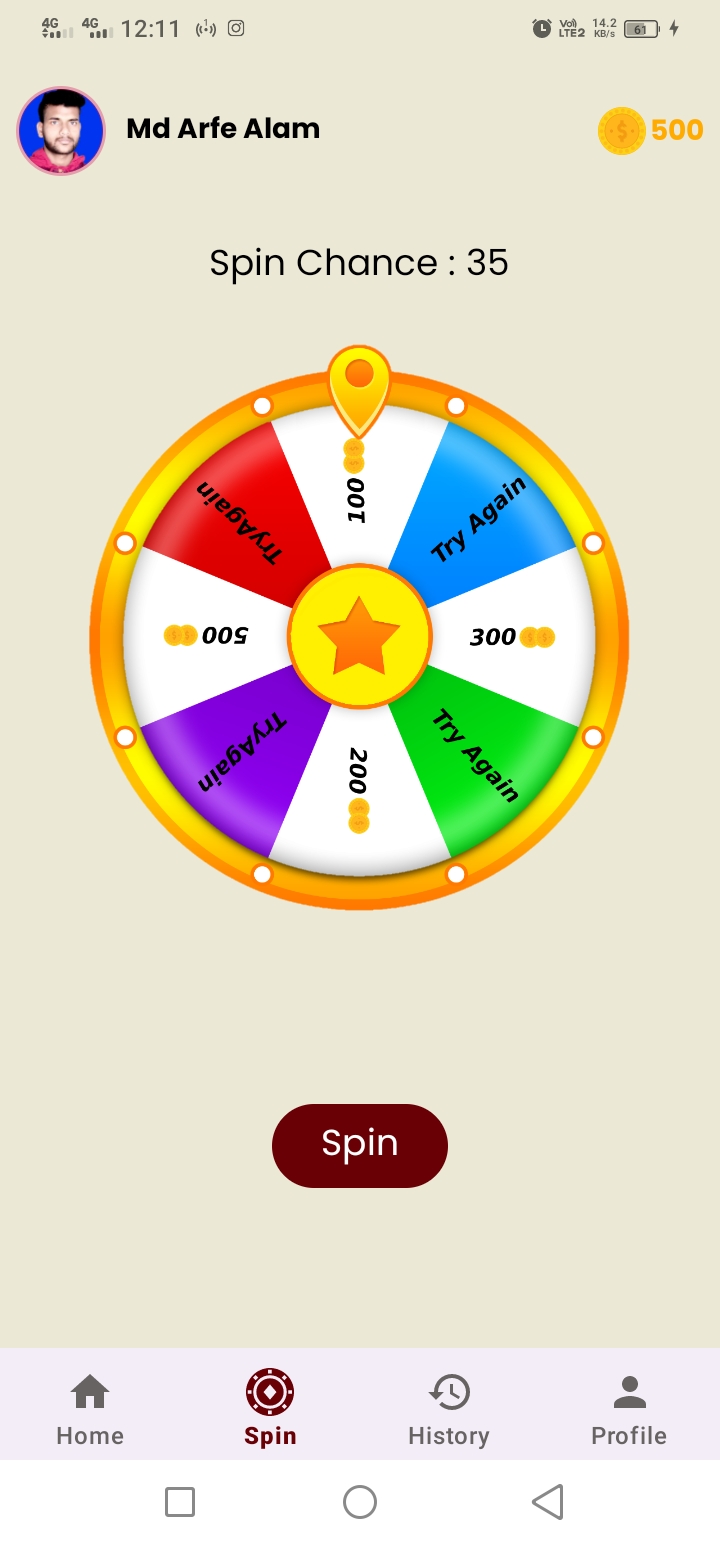 4G 4G 12:11 Vo) LTE2 14.2 KB/s 61
Md Arfe Alam 500
Spin Chance : 35
100
TryAgain
Try Again
500
300
TryAgain
Try Again
200
Spin
Home Spin History Profile